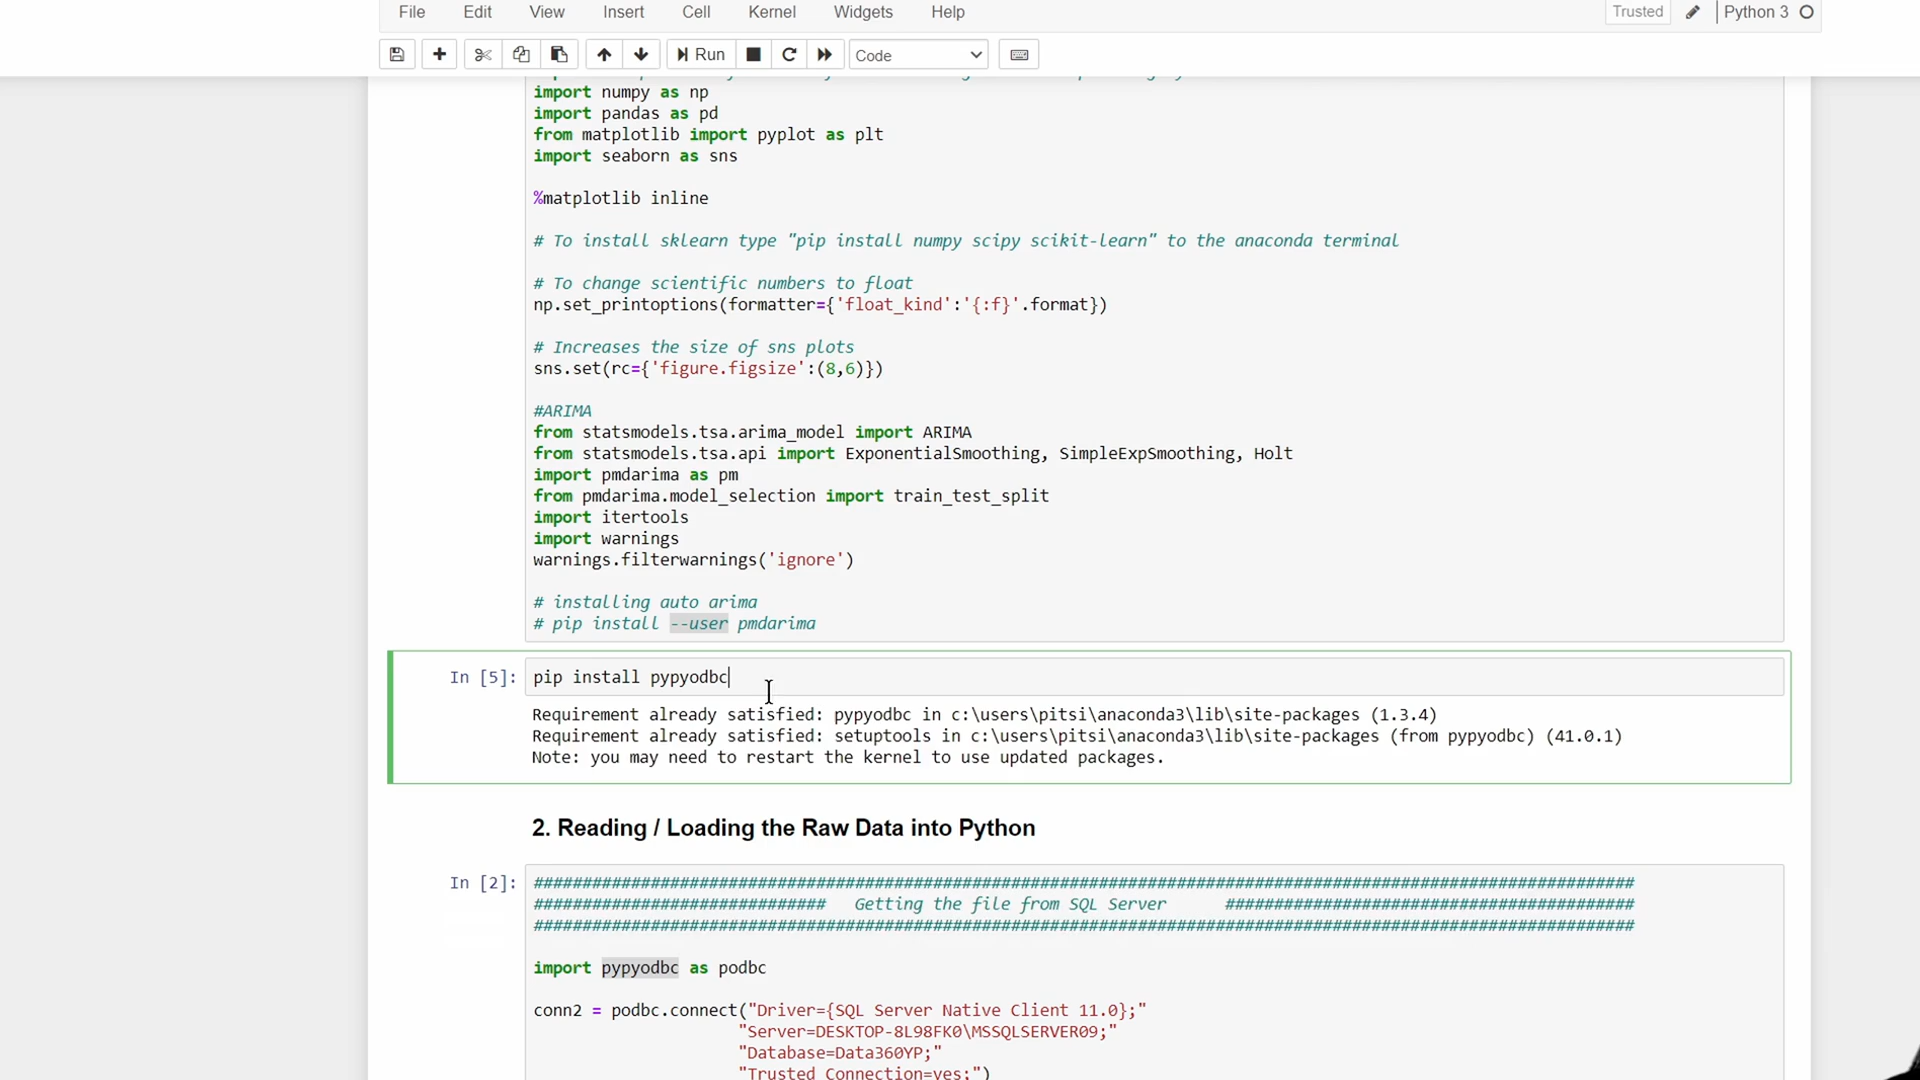 File Edit View Insert Cell Kernel Widgets Help Trusted Python 3
Run Code
import numpy as np
import pandas as pd
from matplotlib import pyplot as plt
import seaborn as sns
%matplotlib inline
# To install sklearn type "pip install numpy scipy scikit-learn" to the anaconda terminal
# To change scientific numbers to float
np.set_printoptions(formatter={'float_kind':'{:f}'.format})
# Increases the size of sns plots
sns.set(rc={'figure.figsize':(8,6)})
#ARIMA
from statsmodels.tsa.arima_model import ARIMA
from statsmodels.tsa.api import ExponentialSmoothing, SimpleExpSmoothing, Holt
import pmdarima as pm
from pmdarima.model_selection import train_test_split
import itertools
import warnings
warnings.filterwarnings('ignore')
# installing auto arima
# pip install --user pmdarima
In [5]: pip install pypyodbc
Requirement already satisfied: pypyodbc in c:\users\pitsi\anaconda3\lib\site-packages (1.3.4)
Requirement already satisfied: setuptools in c:\users\pitsi\anaconda3\lib\site-packages (from pypyodbc) (41.0.1)
Note: you may need to restart the kernel to use updated packages.
2. Reading / Loading the Raw Data into Python
In [2]: #################################################################################################################
############################## Getting the file from SQL Server ##########################################
#################################################################################################################
import pypyodbc as podbc
conn2 = podbc.connect("Driver={SQL Server Native Client 11.0};"
"Server=DESKTOP-8L98FK0\MSSQLSERVER09;"
"Database=Data360YP;"
"Trusted_Connection=yes;")